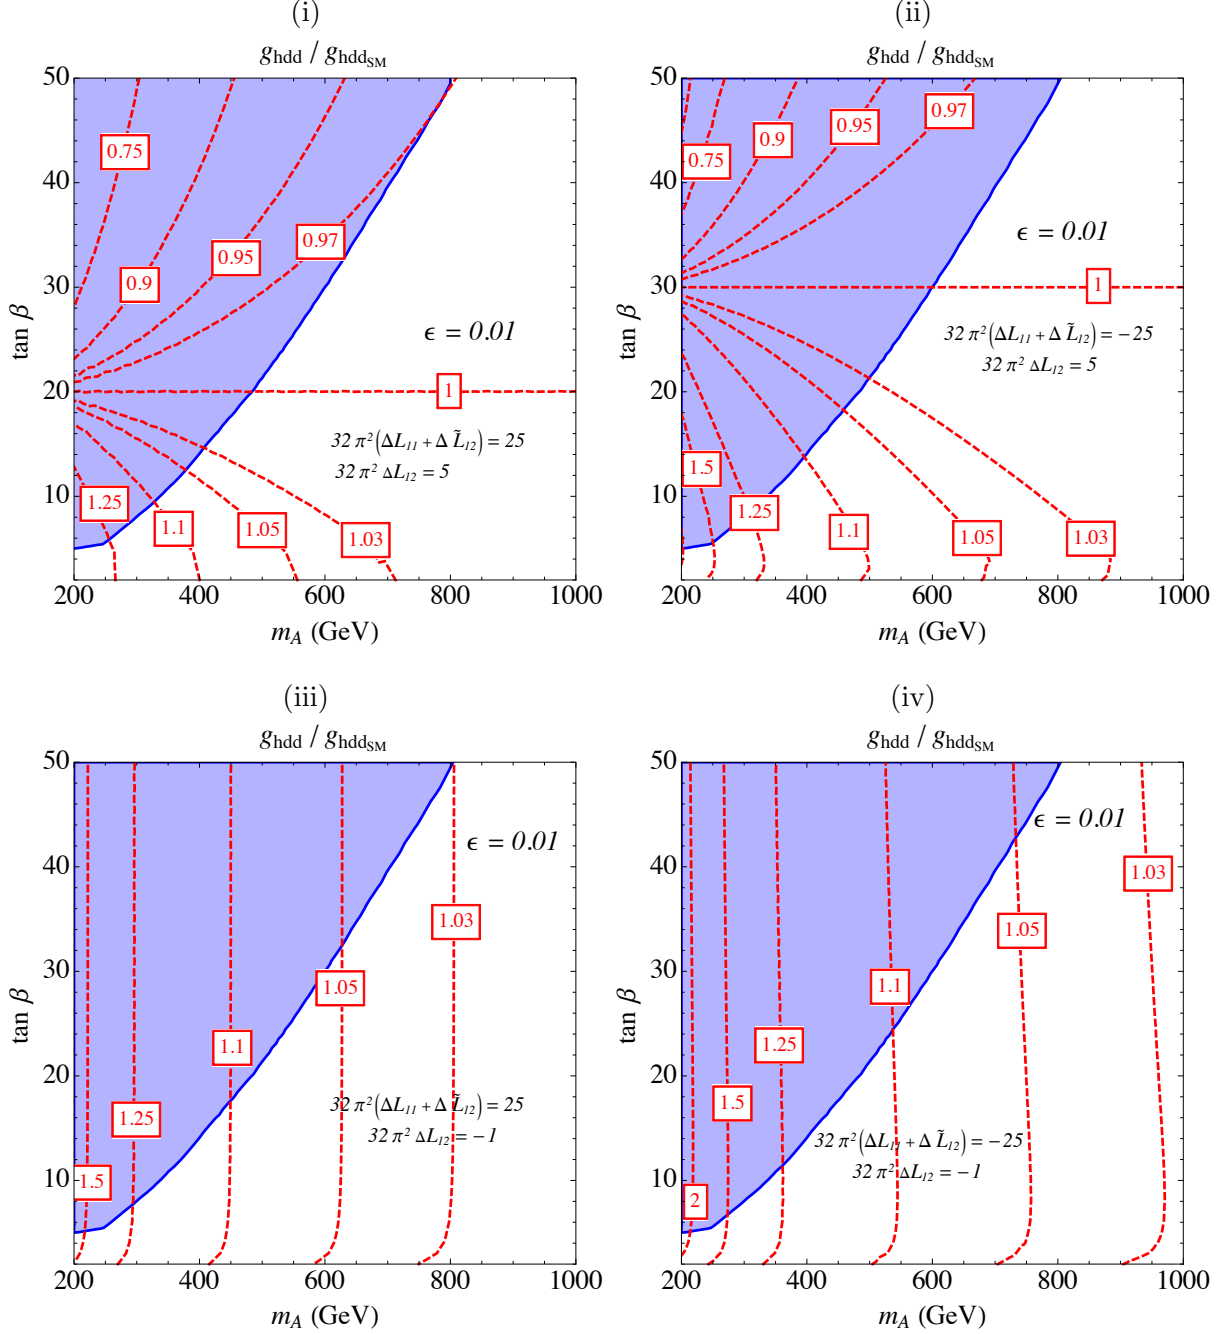 (i)
g_hdd / g_hdd_SM
50
40
30
20
10
tan β
0.75
0.9
0.95
0.97
ϵ = 0.01
1
32 π²(ΔL₁₁ + Δ L̃₁₂) = 25
32 π² ΔL₁₂ = 5
1.25
1.1
1.05
1.03
200 400 600 800 1000
m_A (GeV)
(ii)
g_hdd / g_hdd_SM
50
40
30
20
10
tan β
0.75
0.9
0.95
0.97
ϵ = 0.01
1
32 π²(ΔL₁₁ + Δ L̃₁₂) = −25
32 π² ΔL₁₂ = 5
1.5
1.25
1.1
1.05
1.03
200 400 600 800 1000
m_A (GeV)
(iii)
g_hdd / g_hdd_SM
50
40
30
20
10
tan β
ϵ = 0.01
1.03
1.05
1.1
1.25
1.5
32 π²(ΔL₁₁ + Δ L̃₁₂) = 25
32 π² ΔL₁₂ = −1
200 400 600 800 1000
m_A (GeV)
(iv)
g_hdd / g_hdd_SM
50
40
30
20
10
tan β
ϵ = 0.01
1.03
1.05
1.1
1.25
1.5
2
32 π²(ΔL₁₁ + Δ L̃₁₂) = −25
32 π² ΔL₁₂ = −1
200 400 600 800 1000
m_A (GeV)